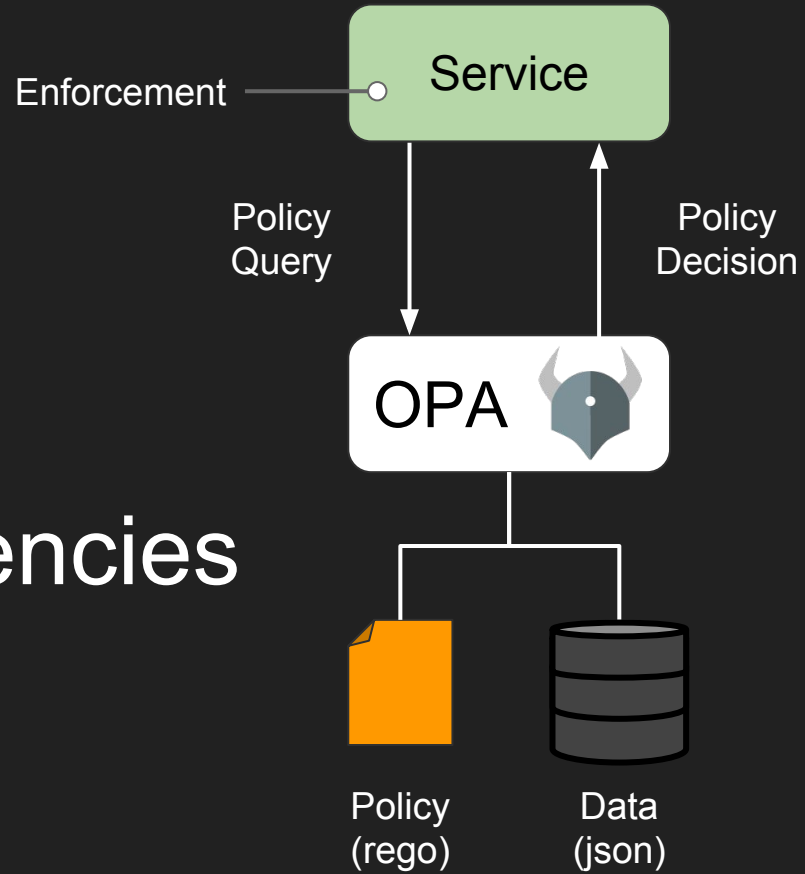 Service
Enforcement
Policy
Query
Policy
Decision
OPA
encies
Policy
(rego)
Data
(json)